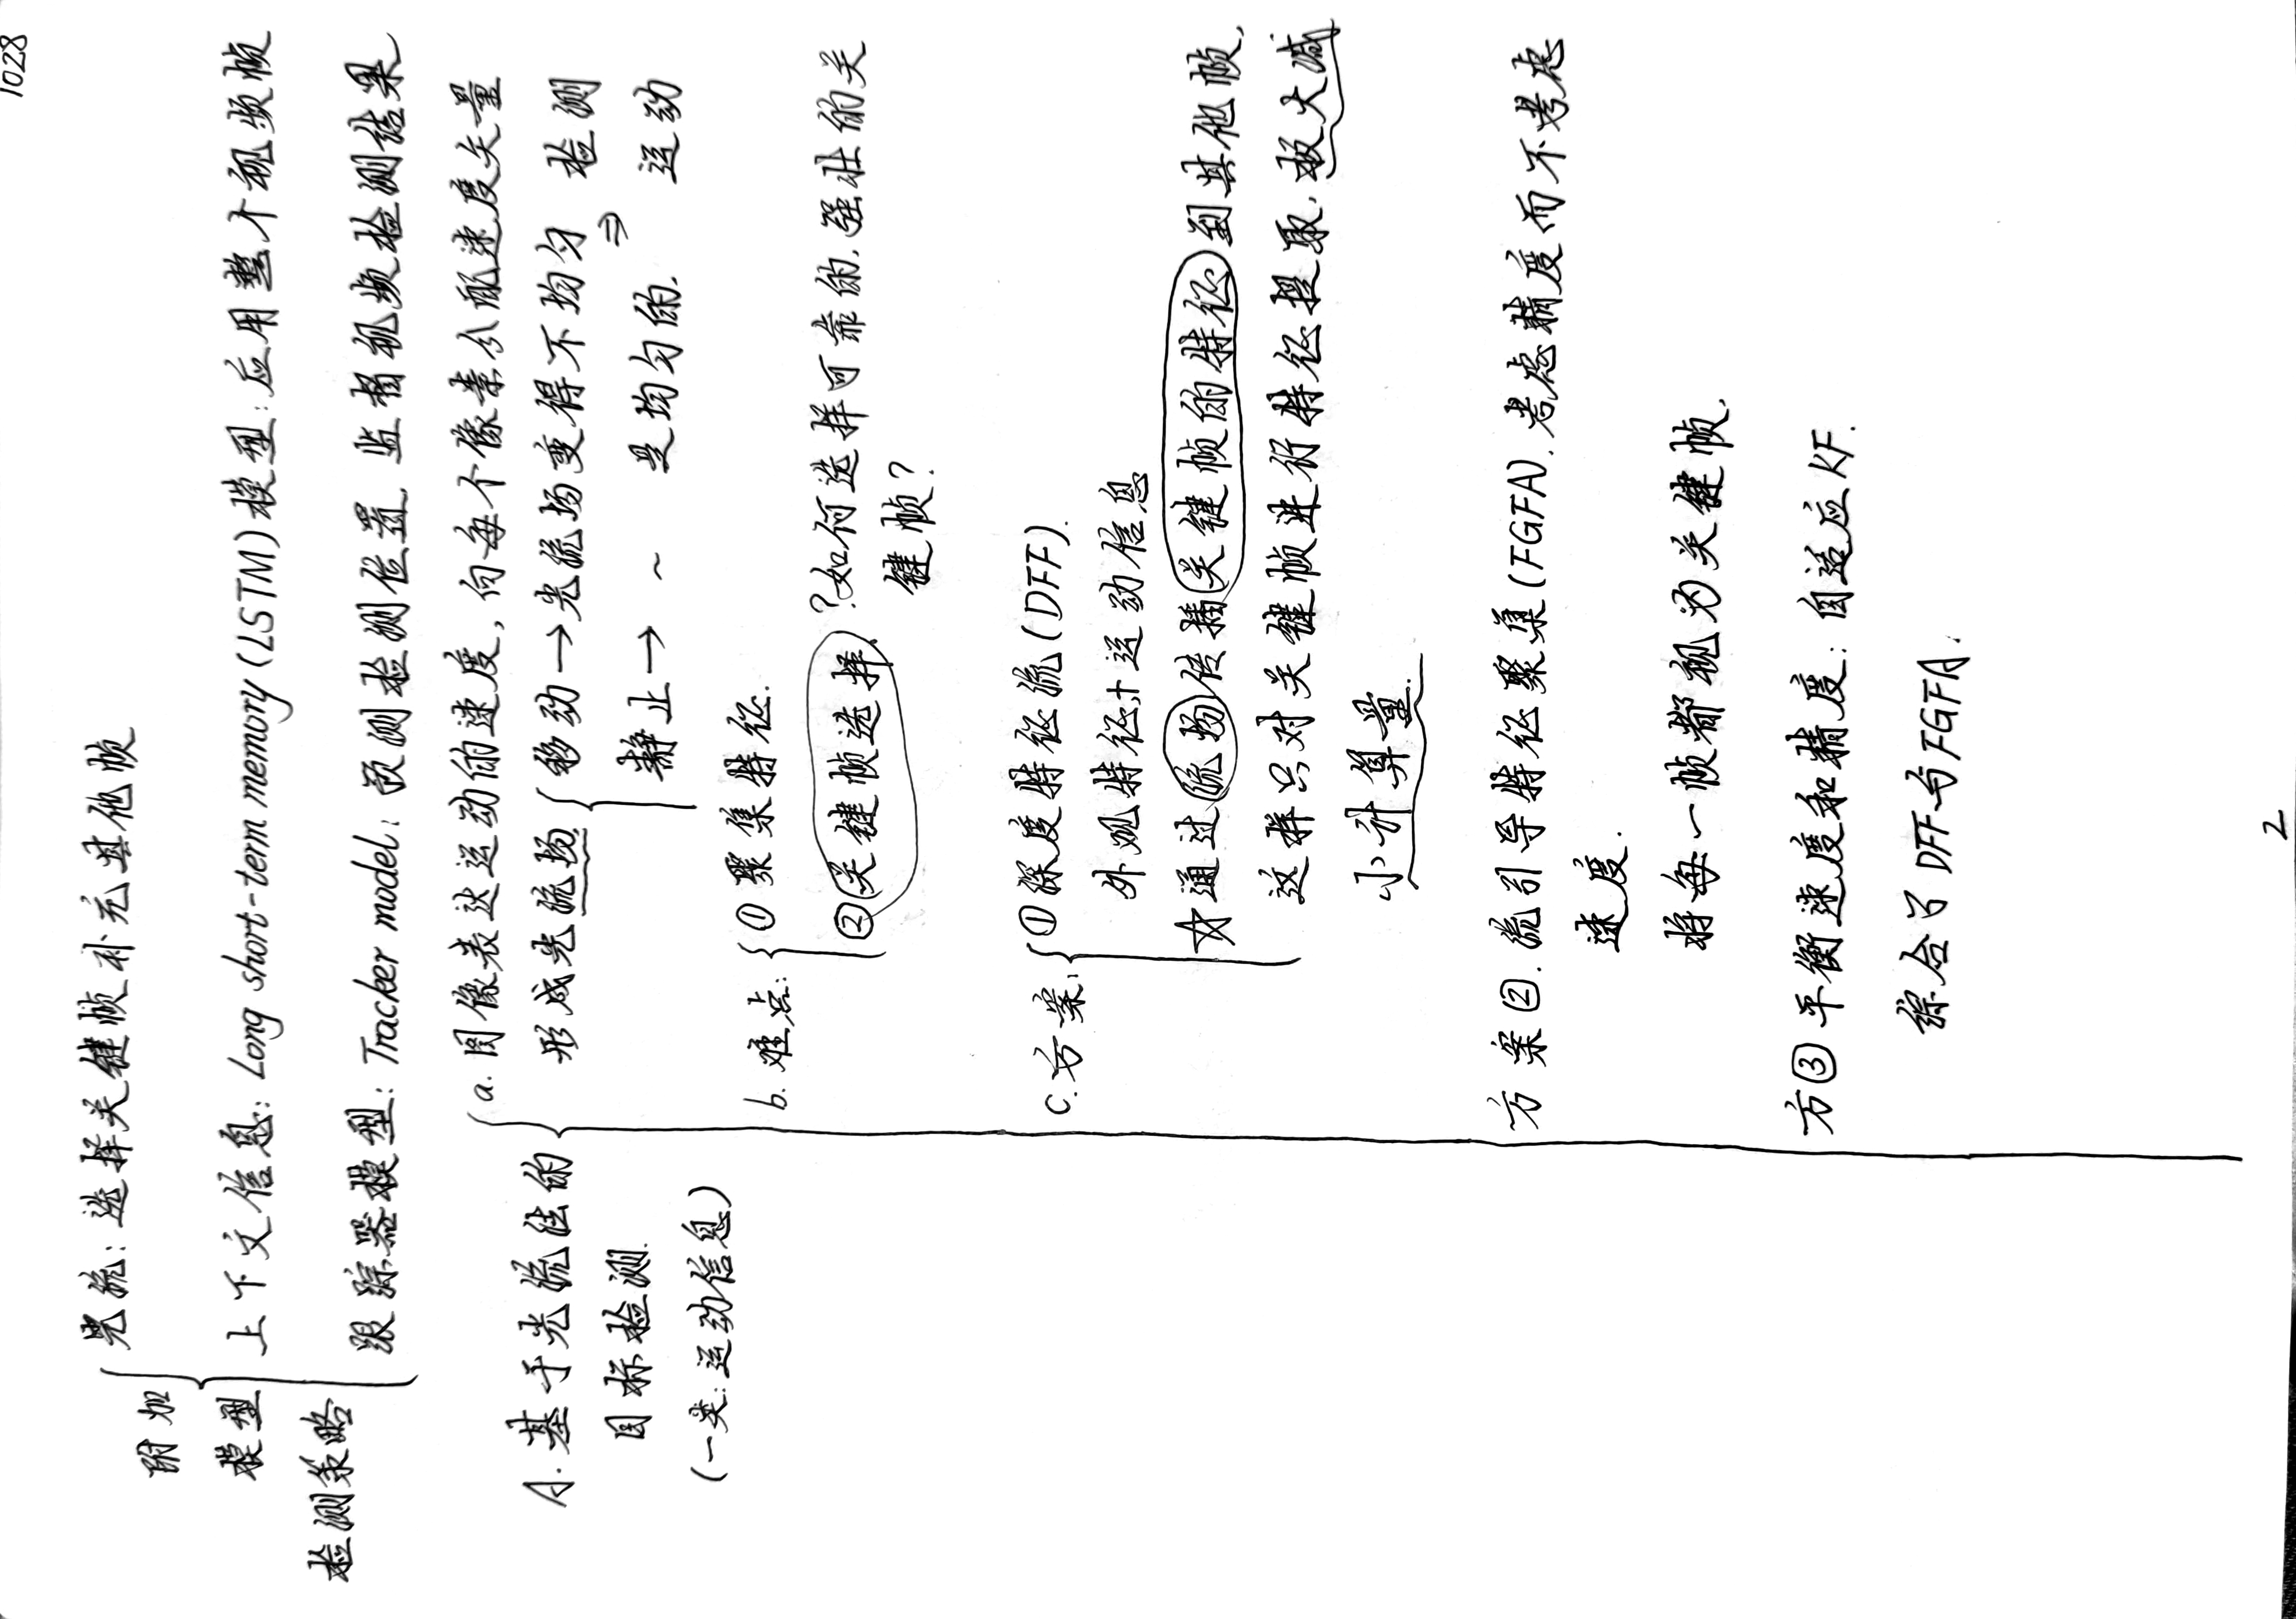 1028
光流：选择关键帧补充其他帧
附加
模型
检测策略
上下文信息：Long short-term memory (LSTM) 模型：应用整个视频帧
跟踪器模型：Tracker model：预测检测位置，监督视频检测结果
A. 基于光流法的
目标检测.
(一类：运动信息)
a. 图像表达运动的速度，向每个像素分配速度矢量
形成光流场
移动→光流场变得不均匀
静止→ ~ 是均匀的.
⇒ 检测
运动
b. 难点：
① 聚集特征.
② 关键帧选择. ?如何选择可靠的，强壮的关
键帧？
C. 方案：
① 深度特征流(DFF).
外观特征+运动信息
☆通过流场传播关键帧的特征到其他帧，
这样只对关键帧进行特征提取，极大减
小计算量.
方案②. 流引导特征聚集(FGFA). 考虑精度而不考虑
速度.
将每一帧都视为关键帧.
方③ 平衡速度和精度：自适应KF.
综合了DFF与FGFA.
2